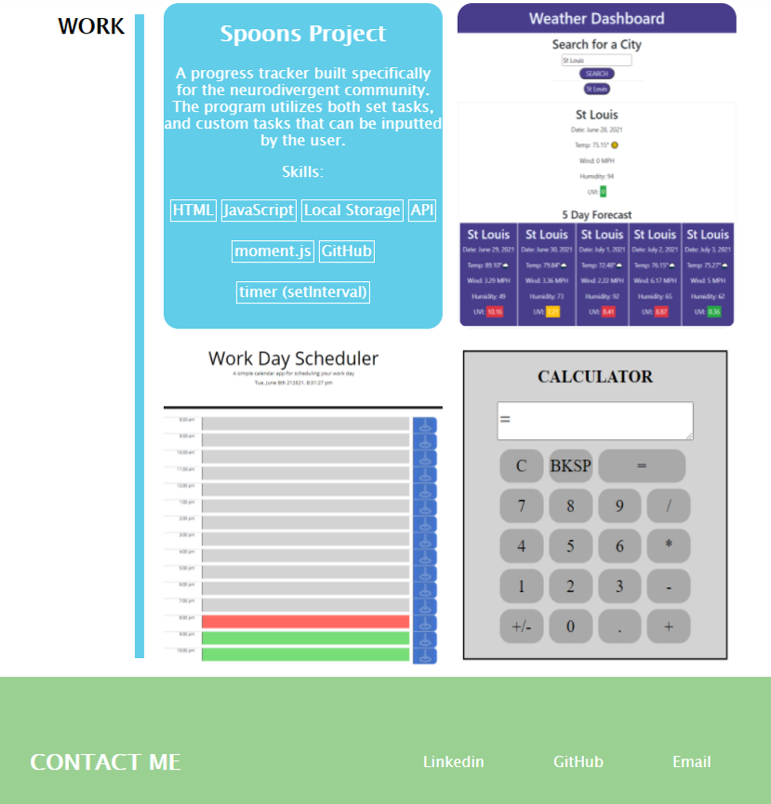 WORK
Spoons Project
A progress tracker built specifically
for the neurodivergent community.
The program utilizes both set tasks,
and custom tasks that can be inputted
by the user.
Skills:
HTML JavaScript Local Storage API
moment.js GitHub
timer (setInterval)
Weather Dashboard
Search for a City
St Louis
SEARCH
St Louis
St Louis
Date: June 28, 2021
Temp: 75.15°
Wind: 0 MPH
Humidity: 94
UVI: 0
5 Day Forecast
St Louis St Louis St Louis St Louis St Louis
Date: June 29, 2021 Date: June 30, 2021 Date: July 1, 2021 Date: July 2, 2021 Date: July 3, 2021
Temp: 89.10° Temp: 79.84° Temp: 72.48° Temp: 76.15° Temp: 75.27°
Wind: 3.29 MPH Wind: 3.36 MPH Wind: 2.22 MPH Wind: 6.17 MPH Wind: 5 MPH
Humidity: 49 Humidity: 73 Humidity: 92 Humidity: 65 Humidity: 62
UVI: 10.16 UVI: UVI: 8.41 UVI: 8.87 UVI: 0.36
Work Day Scheduler
A simple calendar app for scheduling your work day
Tue, June 8th 212021, 8:31:27 pm
8:00 am
9:00 am
10:00 am
11:00 am
12:00 pm
1:00 pm
2:00 pm
3:00 pm
4:00 pm
5:00 pm
6:00 pm
7:00 pm
8:00 pm
9:00 pm
10:00 pm
CALCULATOR
=
C BKSP =
7 8 9 /
4 5 6 *
1 2 3 -
+/- 0 . +
CONTACT ME Linkedin GitHub Email